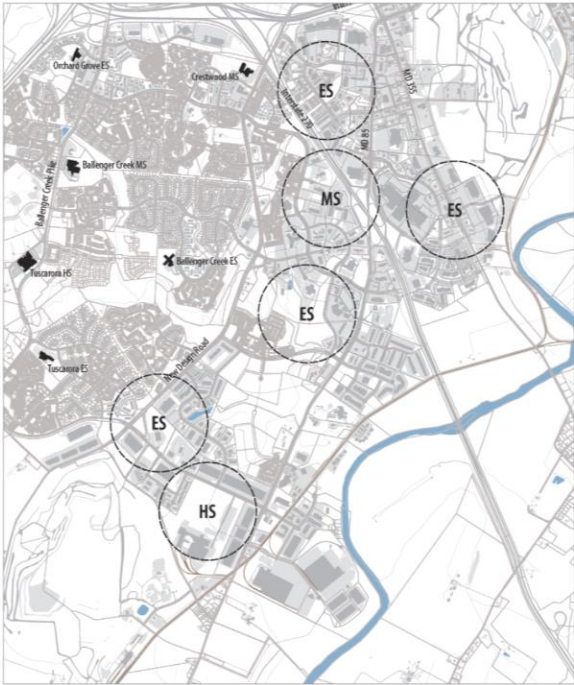 Orchard Grove ES
Crestwood MS
ES
Interstate 270
MD 355
MD 85
Ballenger Creek Pike
Ballenger Creek MS
MS
ES
Tuscarora HS
Ballenger Creek ES
ES
Tuscarora ES
New Design Road
ES
HS